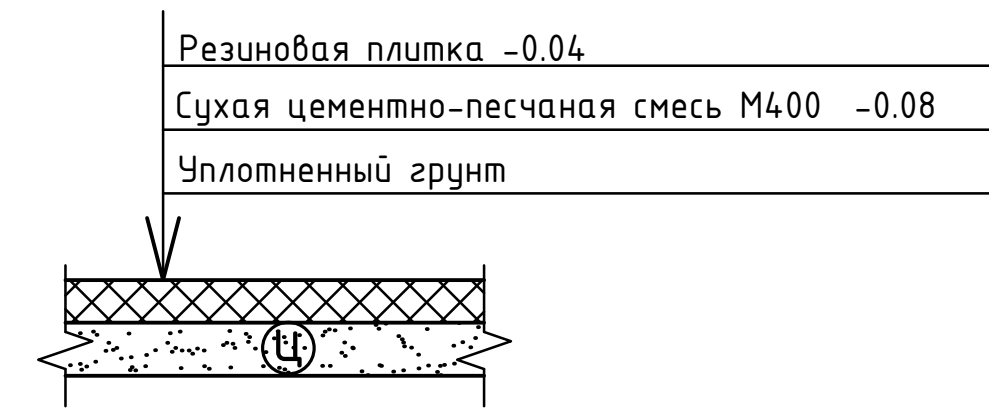 Резиновая плитка -0.04
Сухая цементно-песчаная смесь М400 -0.08
Уплотненный грунт
Ц